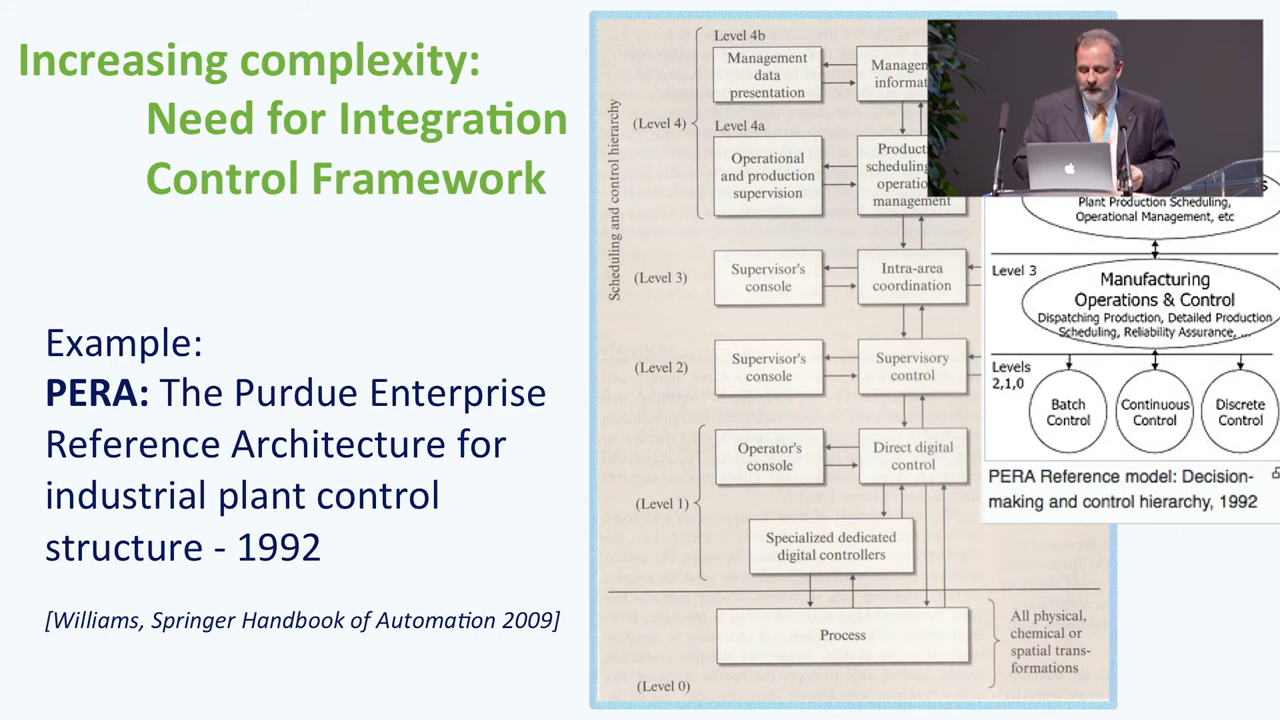 Increasing complexity:
Need for Integration
Control Framework
Example:
PERA: The Purdue Enterprise
Reference Architecture for
industrial plant control
structure - 1992
[Williams, Springer Handbook of Automation 2009]
Scheduling and control hierarchy
Level 4b
Management
data
presentation
(Level 4)
Level 4a
Operational
and production
supervision
scheduling
management
(Level 3)
Supervisor's
console
Intra-area
coordination
(Level 2)
Supervisor's
console
Supervisory
control
Operator's
console
Direct digital
control
(Level 1)
Specialized dedicated
digital controllers
Process
All physical,
chemical or
spatial trans-
formations
(Level 0)
Plant Production Scheduling,
Operational Management, etc
Level 3
Manufacturing
Operations & Control
Dispatching Production, Detailed Production
Scheduling, Reliability Assurance, ...
Levels
2,1,0
Batch
Control
Continuous
Control
Discrete
Control
PERA Reference model: Decision-
making and control hierarchy, 1992